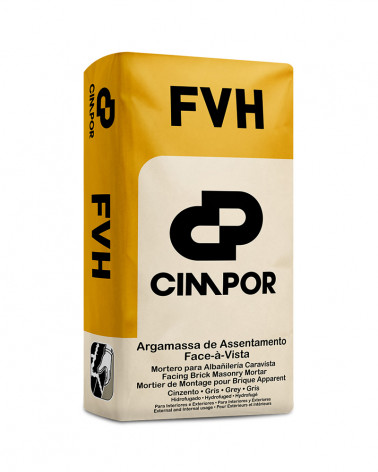 FVH
CIMPOR
Argamassa de Assentamento
Face-à-Vista
Mortero para Albañilería Caravista
Facing Brick Masonry Mortar
Mortier de Montage pour Brique Apparent
Cinzento • Gris • Grey • Gris
Hidrofugado • Hydrofuged • Hydrofugé
Para Interiores e Exteriores • Para Interiores y Exteriores
External and Internal usage • Pour Extérieurs et Intérieurs
CIMPOR
FVH